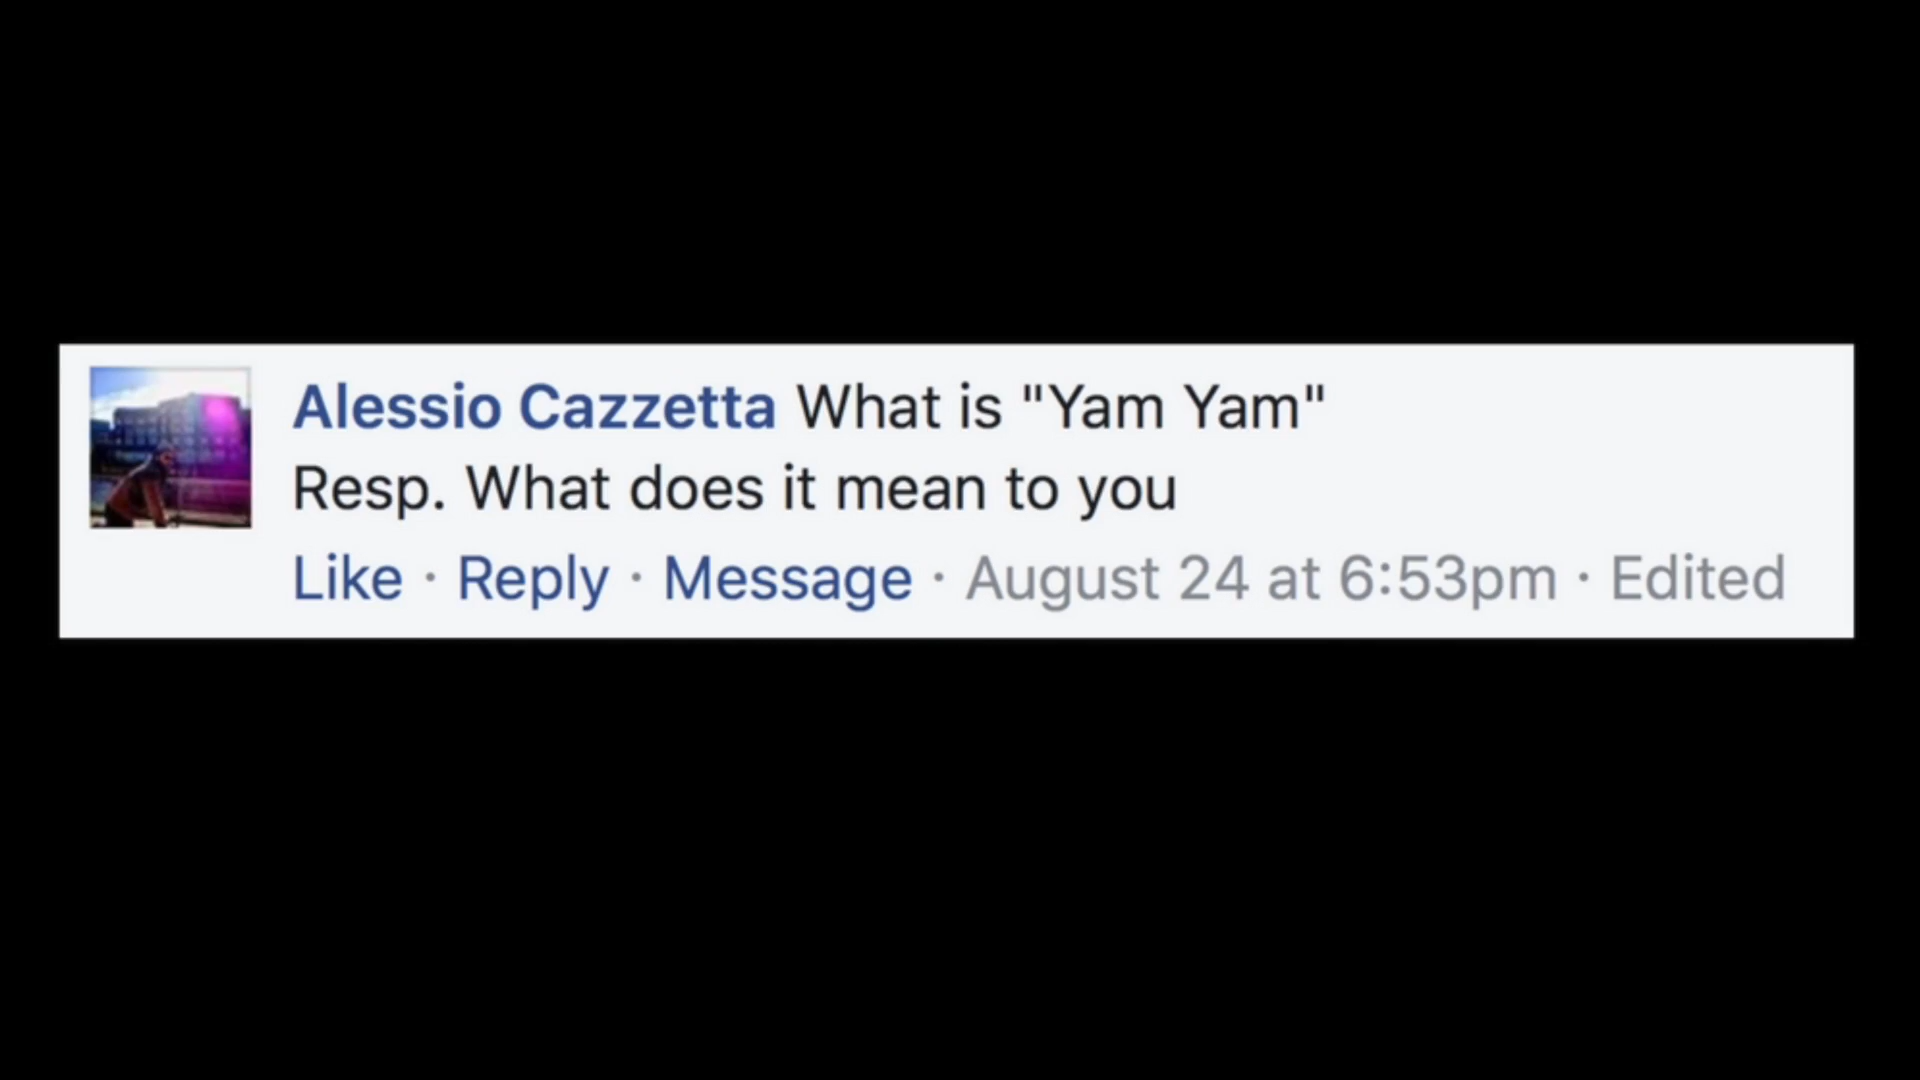 Alessio Cazzetta What is "Yam Yam"
Resp. What does it mean to you
Like · Reply · Message · August 24 at 6:53pm · Edited